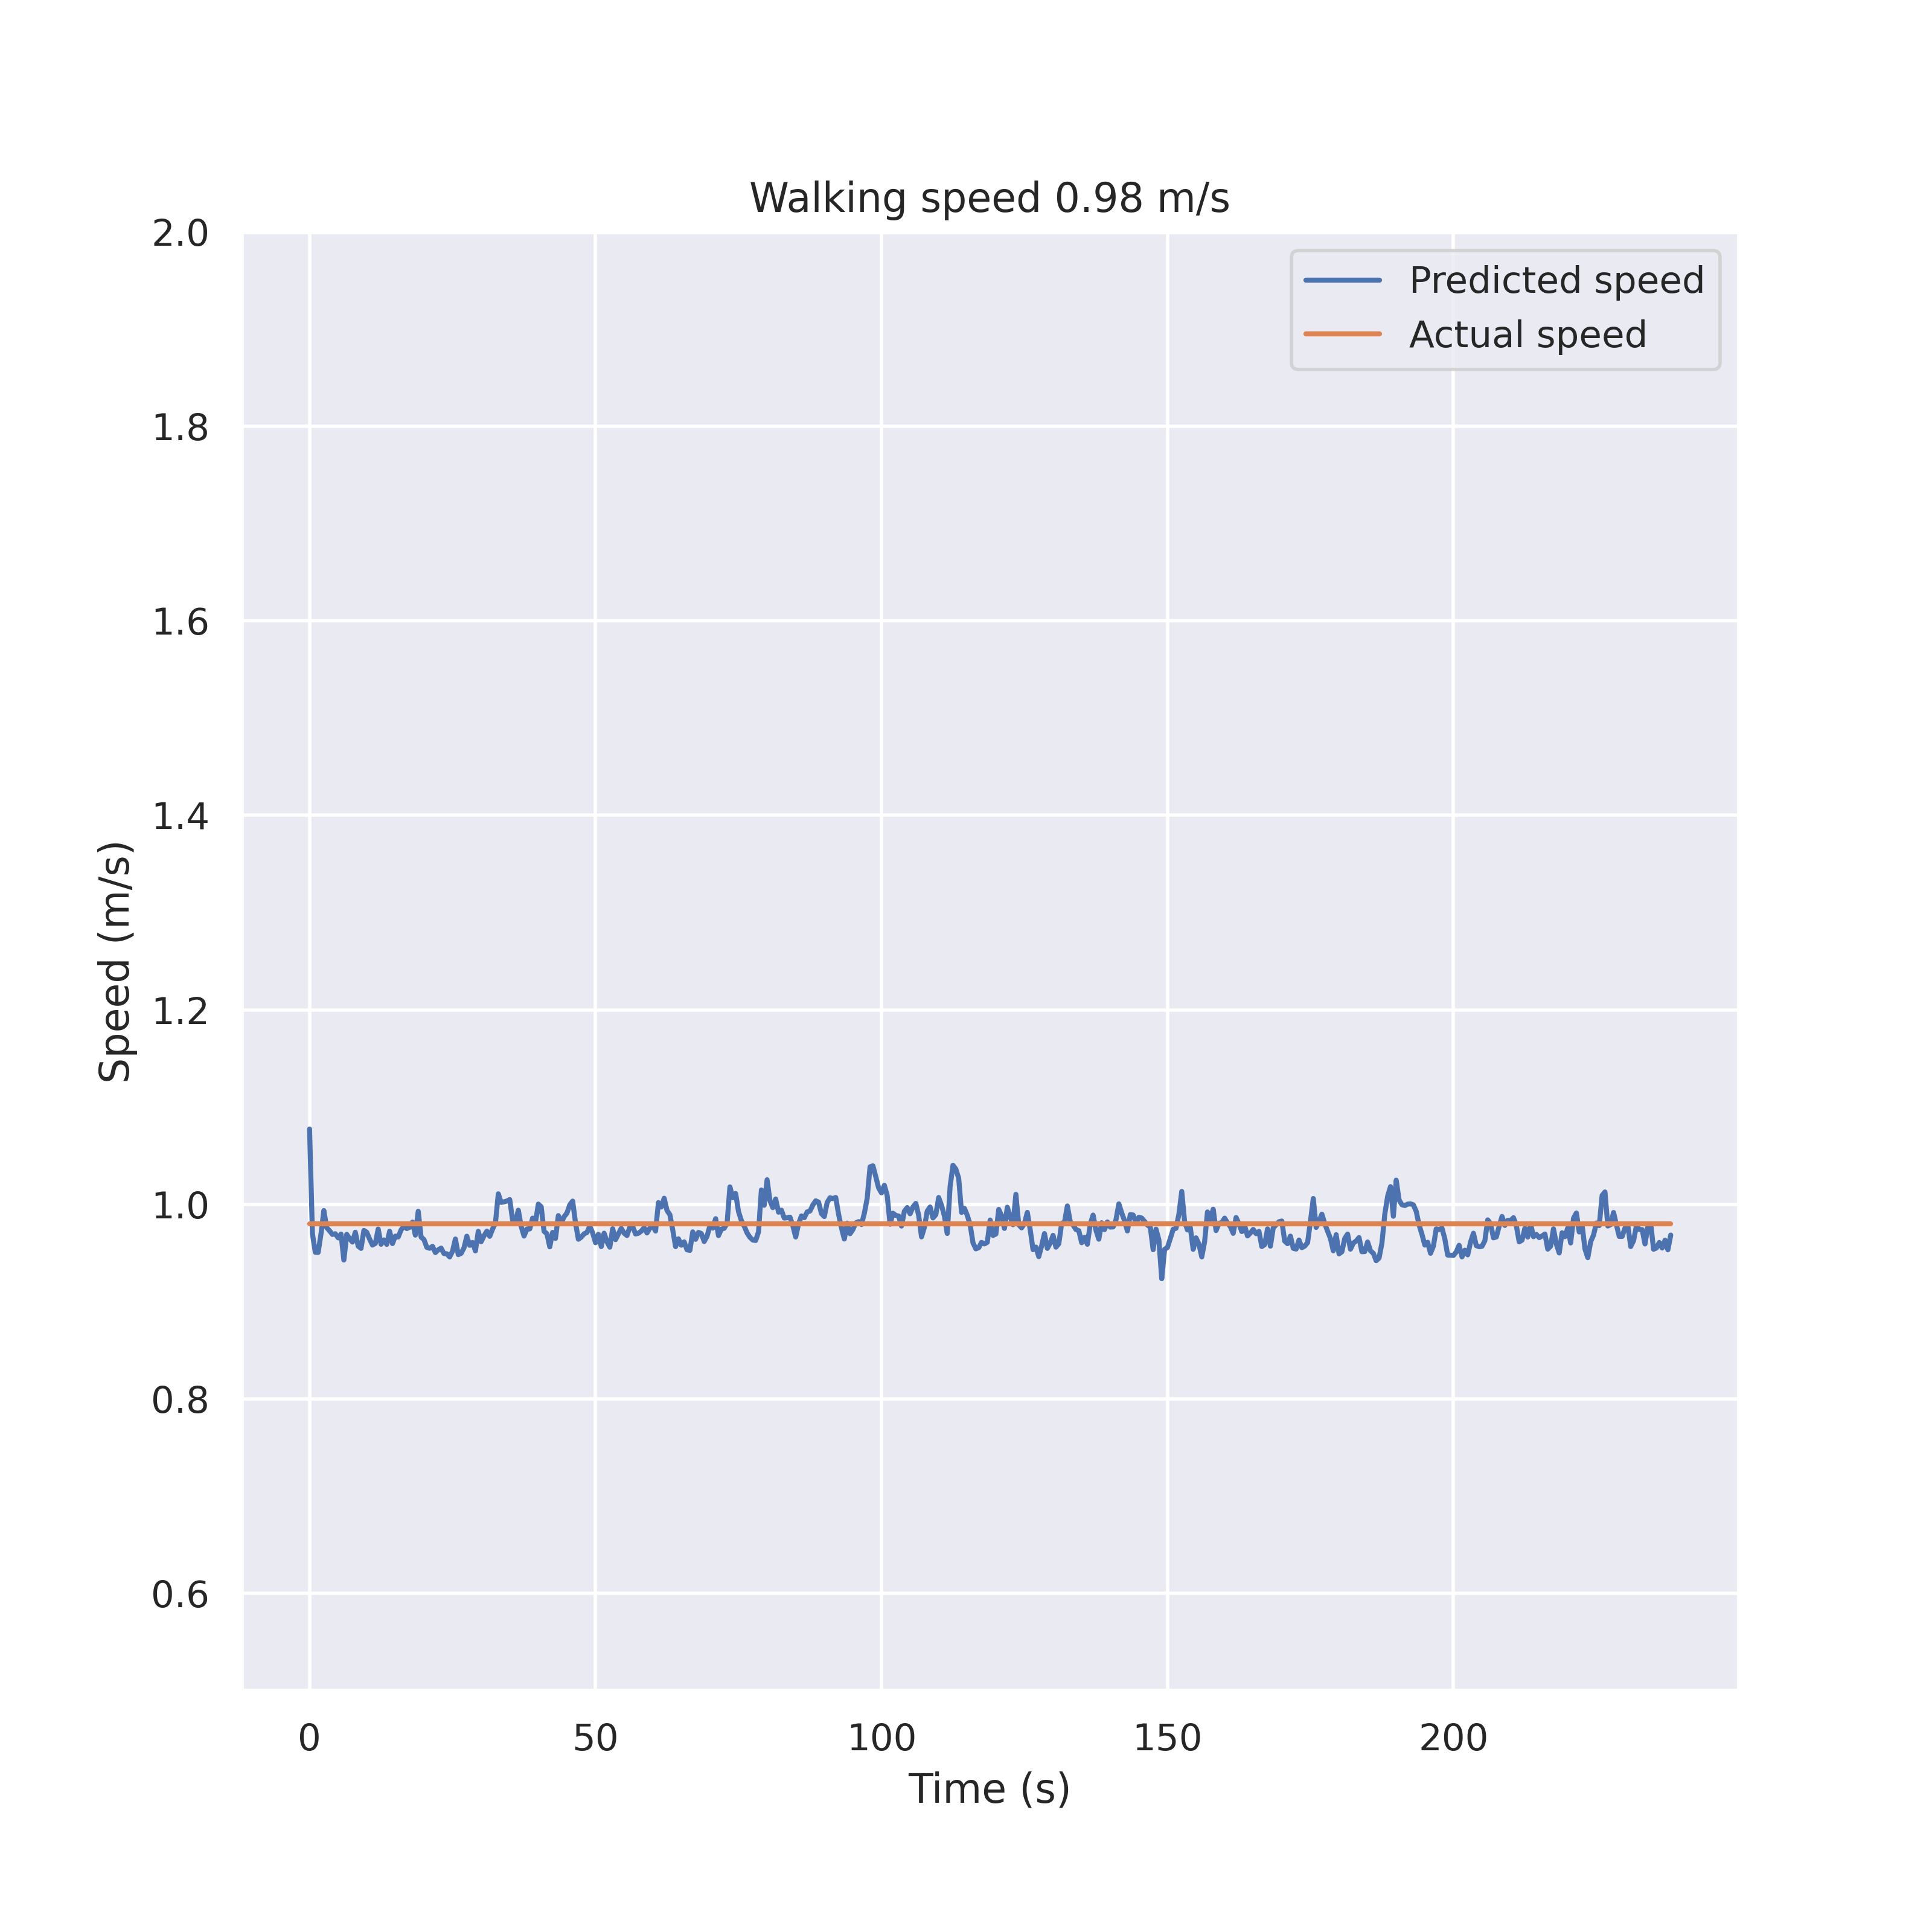 Walking speed 0.98 m/s
2.0
1.8
1.6
1.4
1.2
1.0
0.8
0.6
Speed (m/s)
Predicted speed
Actual speed
0 50 100 150 200
Time (s)